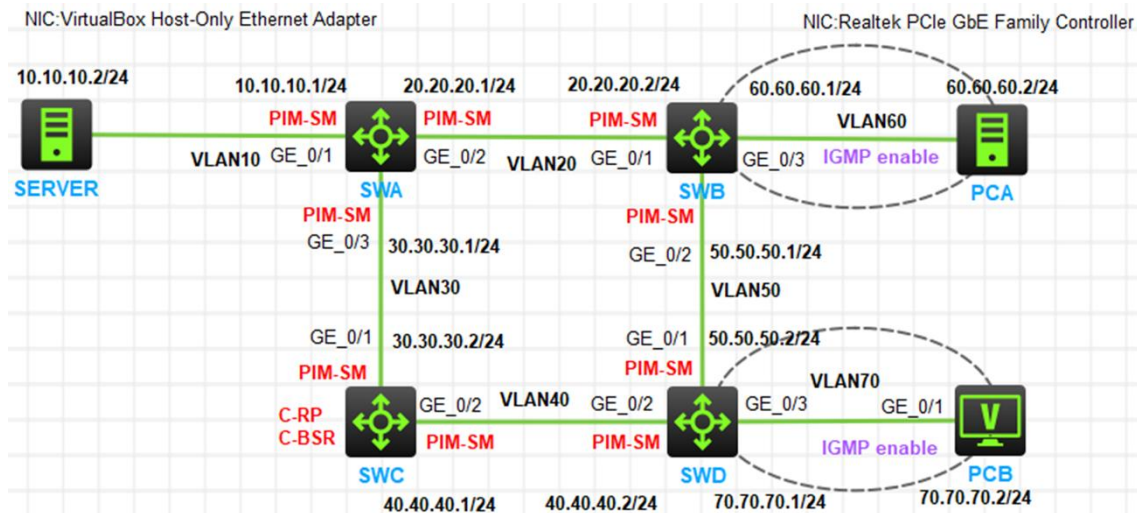 NIC:VirtualBox Host-Only Ethernet Adapter
NIC:Realtek PCIe GbE Family Controller
10.10.10.2/24
10.10.10.1/24
20.20.20.1/24
20.20.20.2/24
60.60.60.1/24
60.60.60.2/24
PIM-SM
PIM-SM
PIM-SM
VLAN60
VLAN10
GE_0/1
GE_0/2
VLAN20
GE_0/1
GE_0/3
IGMP enable
SERVER
SWA
SWB
PCA
PIM-SM
PIM-SM
GE_0/3
30.30.30.1/24
GE_0/2
50.50.50.1/24
VLAN30
VLAN50
GE_0/1
30.30.30.2/24
GE_0/1
50.50.50.2/24
PIM-SM
PIM-SM
VLAN70
C-RP
C-BSR
GE_0/2
VLAN40
GE_0/2
GE_0/3
GE_0/1
V
PIM-SM
PIM-SM
IGMP enable
SWC
SWD
PCB
40.40.40.1/24
40.40.40.2/24
70.70.70.1/24
70.70.70.2/24